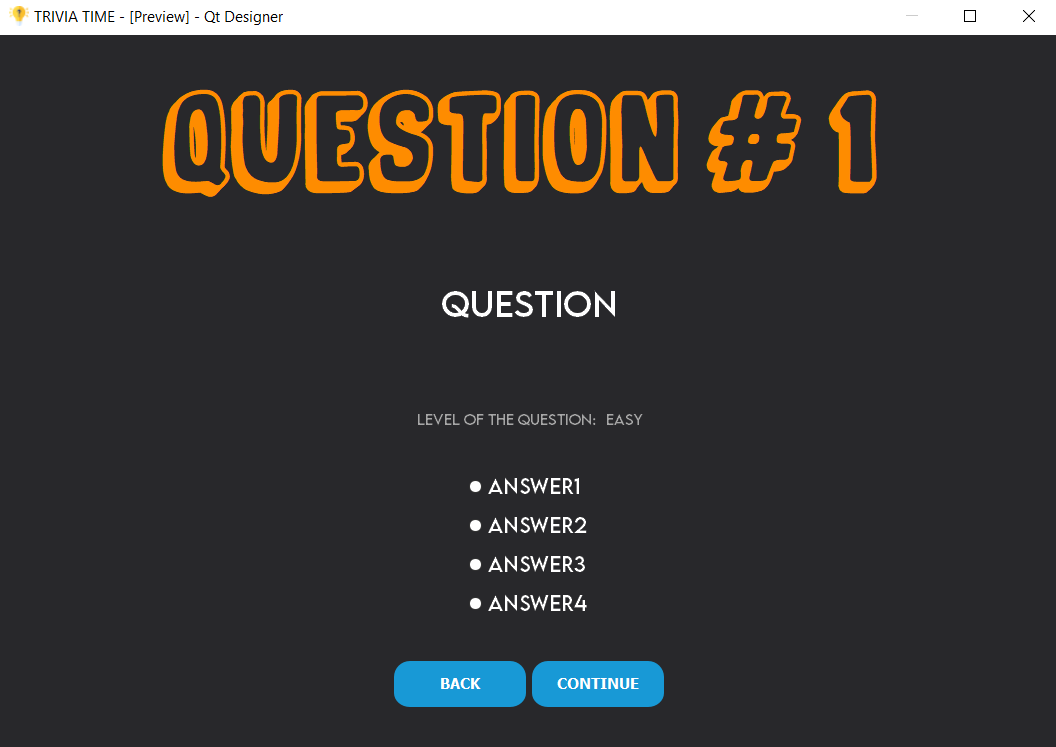 TRIVIA TIME - [Preview] - Qt Designer
QUESTION # 1
QUESTION
LEVEL OF THE QUESTION: EASY
ANSWER1
ANSWER2
ANSWER3
ANSWER4
BACK CONTINUE